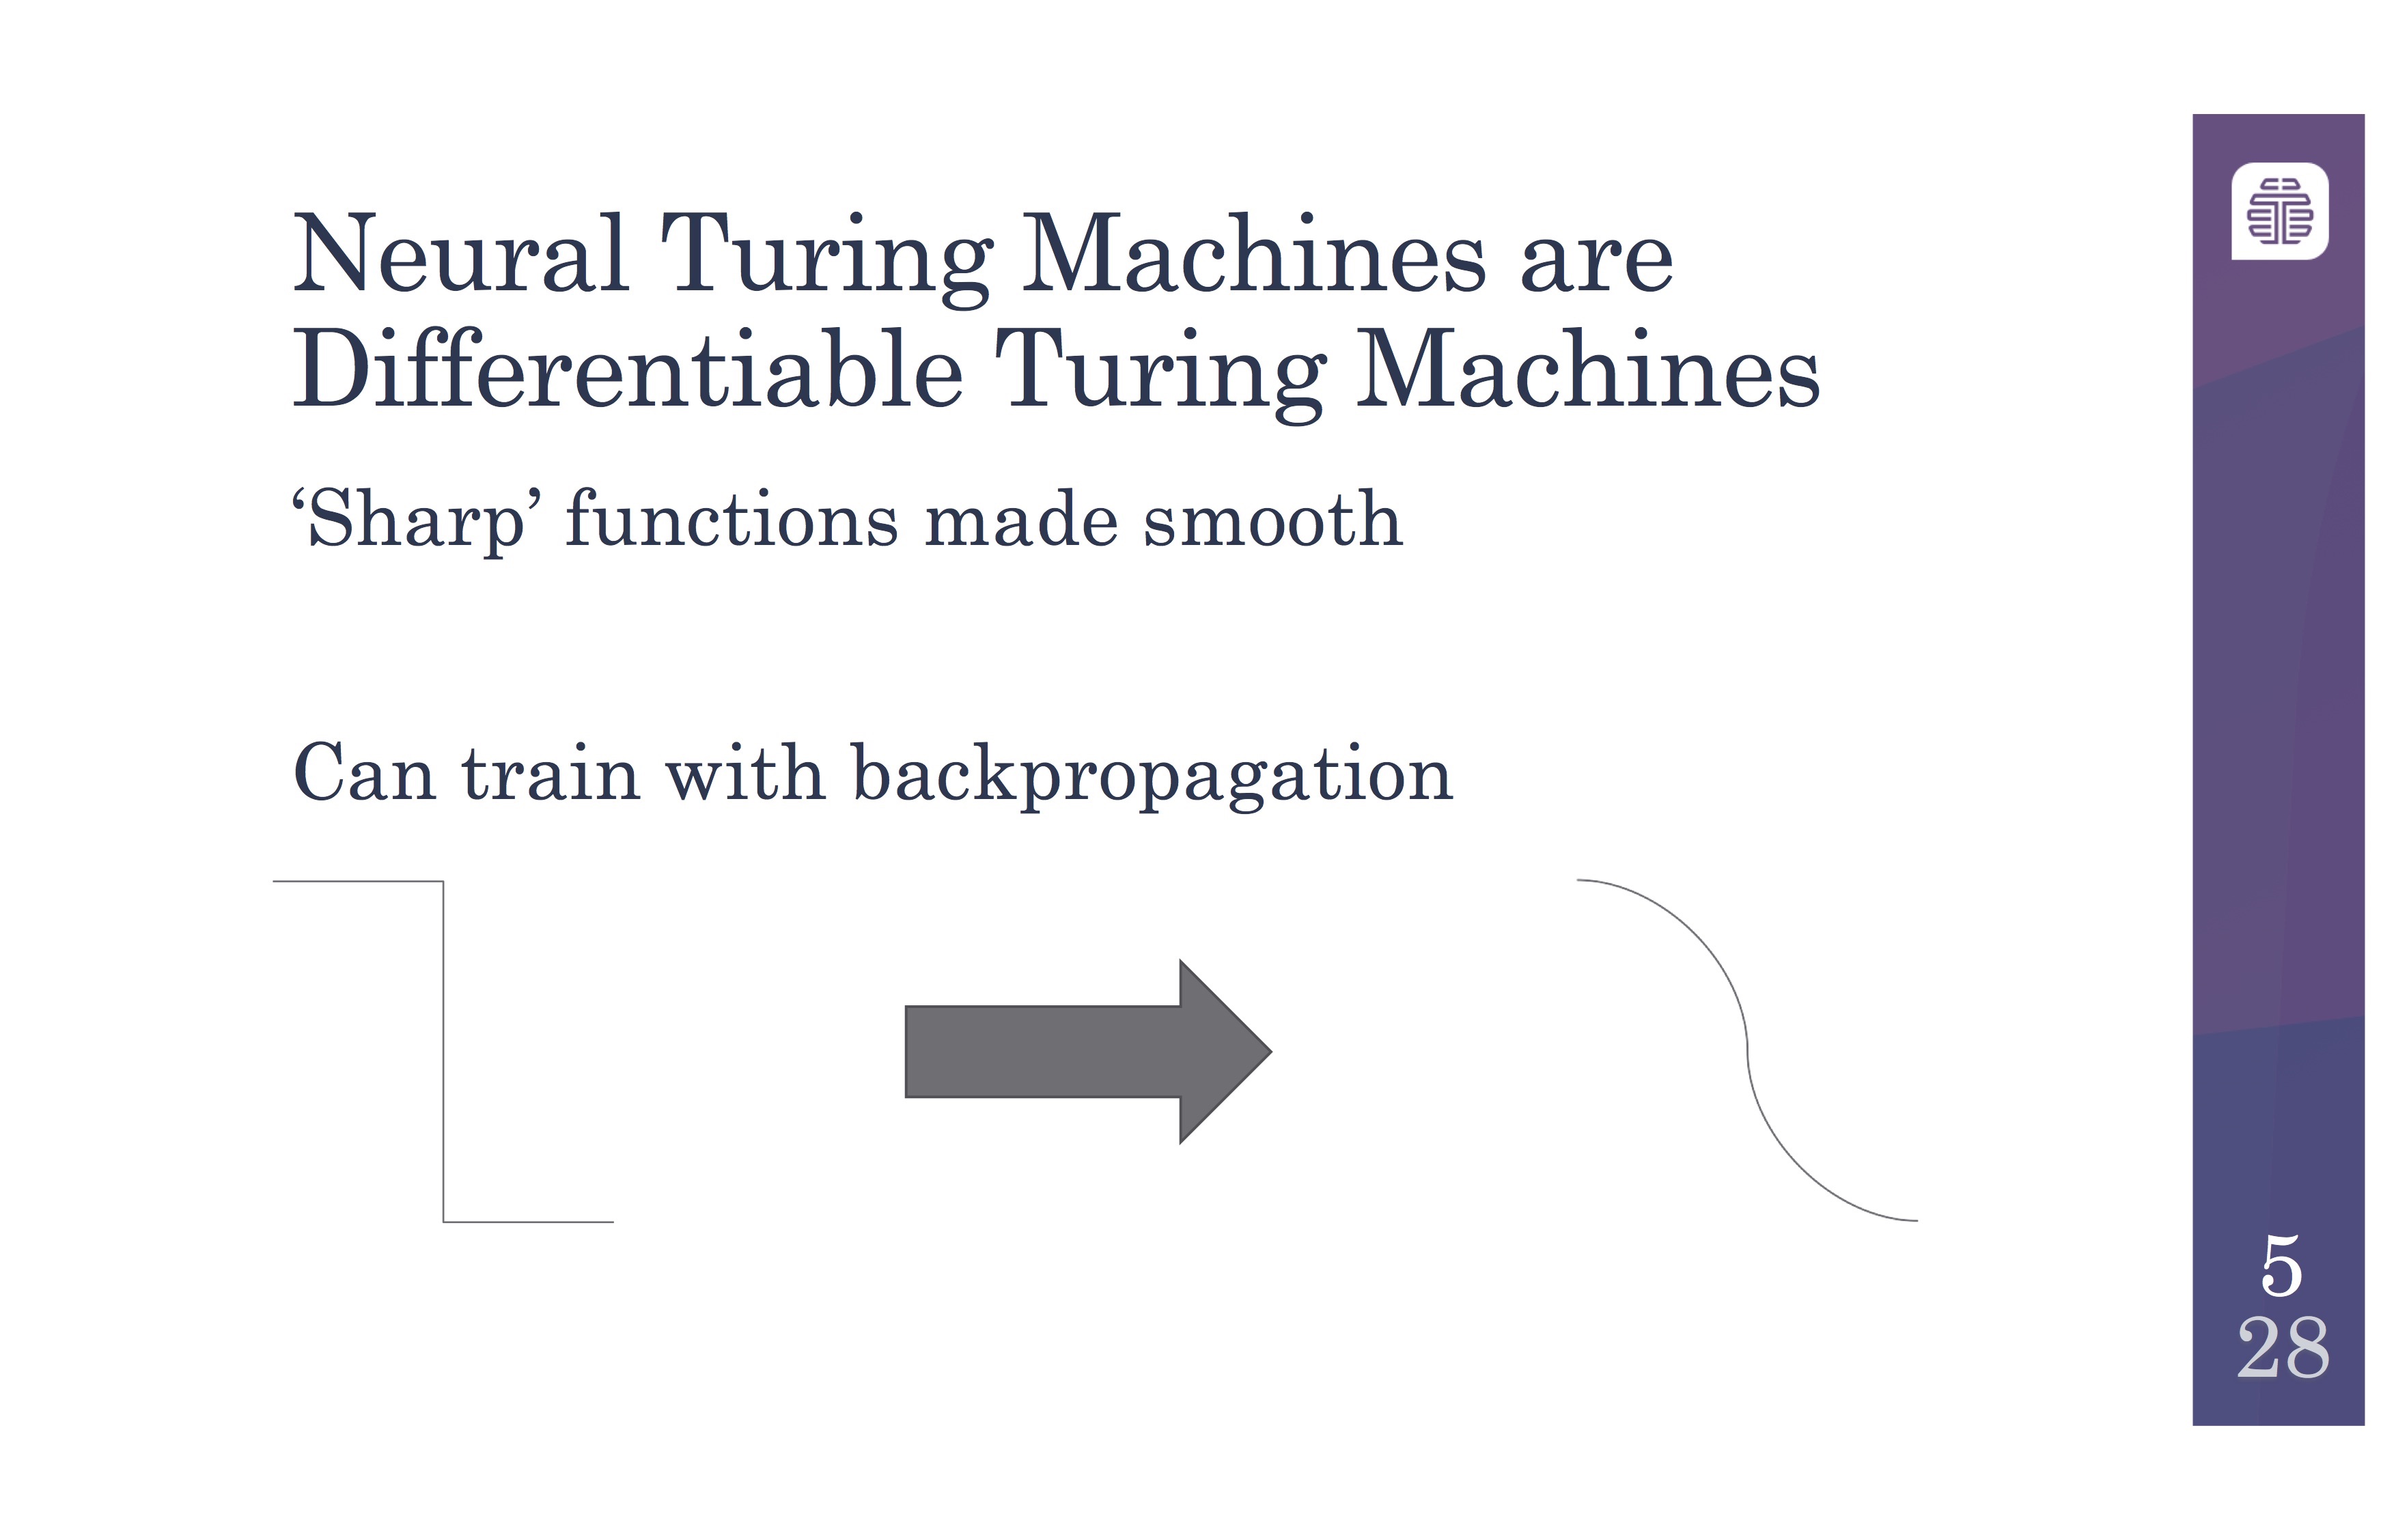 Neural Turing Machines are
Differentiable Turing Machines
‘Sharp’ functions made smooth
Can train with backpropagation
5
28